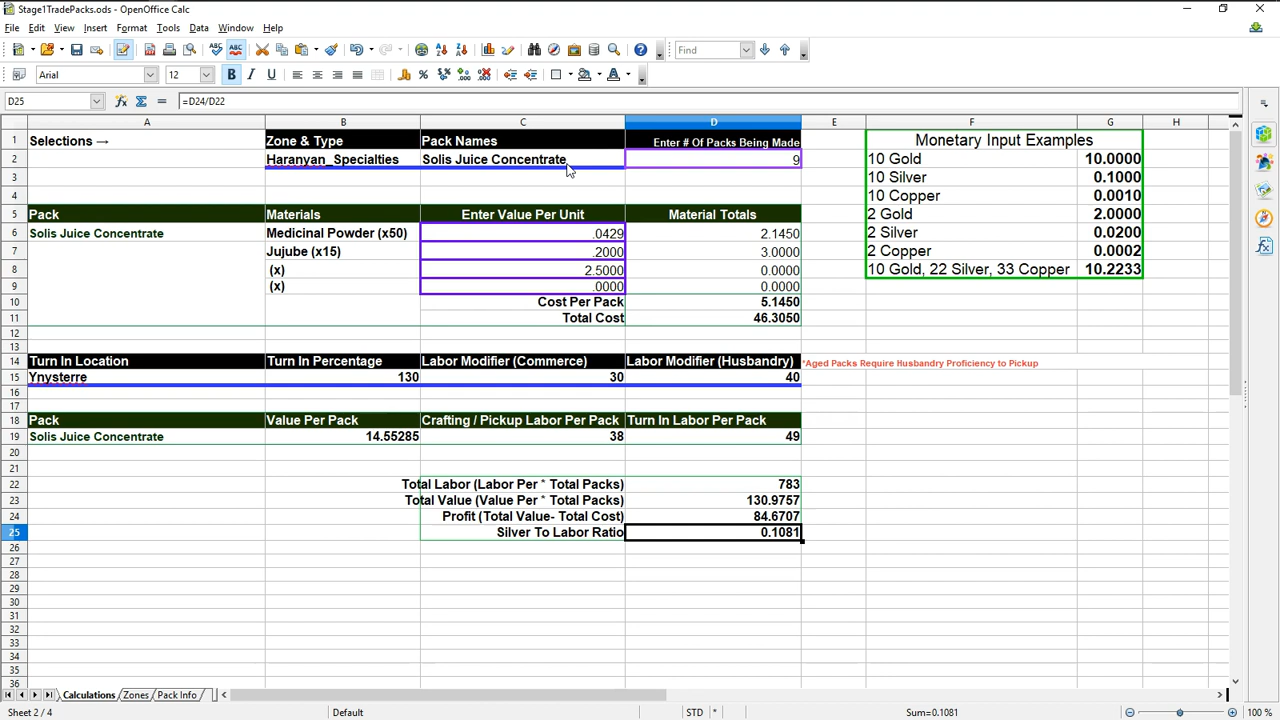 Stage1TradePacks.ods - OpenOffice Calc
File Edit View Insert Format Tools Data Window Help
Find
Arial 12
D25 =D24/D22
A B C D E F G H
1 Selections → Zone & Type Pack Names Enter # Of Packs Being Made Monetary Input Examples
2 Haranyan_Specialties Solis Juice Concentrate 9 10 Gold 10.0000
3 10 Silver 0.1000
4 10 Copper 0.0010
5 Pack Materials Enter Value Per Unit Material Totals 2 Gold 2.0000
6 Solis Juice Concentrate Medicinal Powder (x50) .0429 2.1450 2 Silver 0.0200
7 Jujube (x15) .2000 3.0000 2 Copper 0.0002
8 (x) 2.5000 0.0000 10 Gold, 22 Silver, 33 Copper 10.2233
9 (x) .0000 0.0000
10 Cost Per Pack 5.1450
11 Total Cost 46.3050
12
13
14 Turn In Location Turn In Percentage Labor Modifier (Commerce) Labor Modifier (Husbandry) *Aged Packs Require Husbandry Proficiency to Pickup
15 Ynysterre 130 30 40
16
17
18 Pack Value Per Pack Crafting / Pickup Labor Per Pack Turn In Labor Per Pack
19 Solis Juice Concentrate 14.55285 38 49
20
21
22 Total Labor (Labor Per * Total Packs) 783
23 Total Value (Value Per * Total Packs) 130.9757
24 Profit (Total Value- Total Cost) 84.6707
25 Silver To Labor Ratio 0.1081
26
27
28
29
30
31
32
33
34
35
36
Calculations Zones Pack Info
Sheet 2 / 4 Default STD * Sum=0.1081 100 %